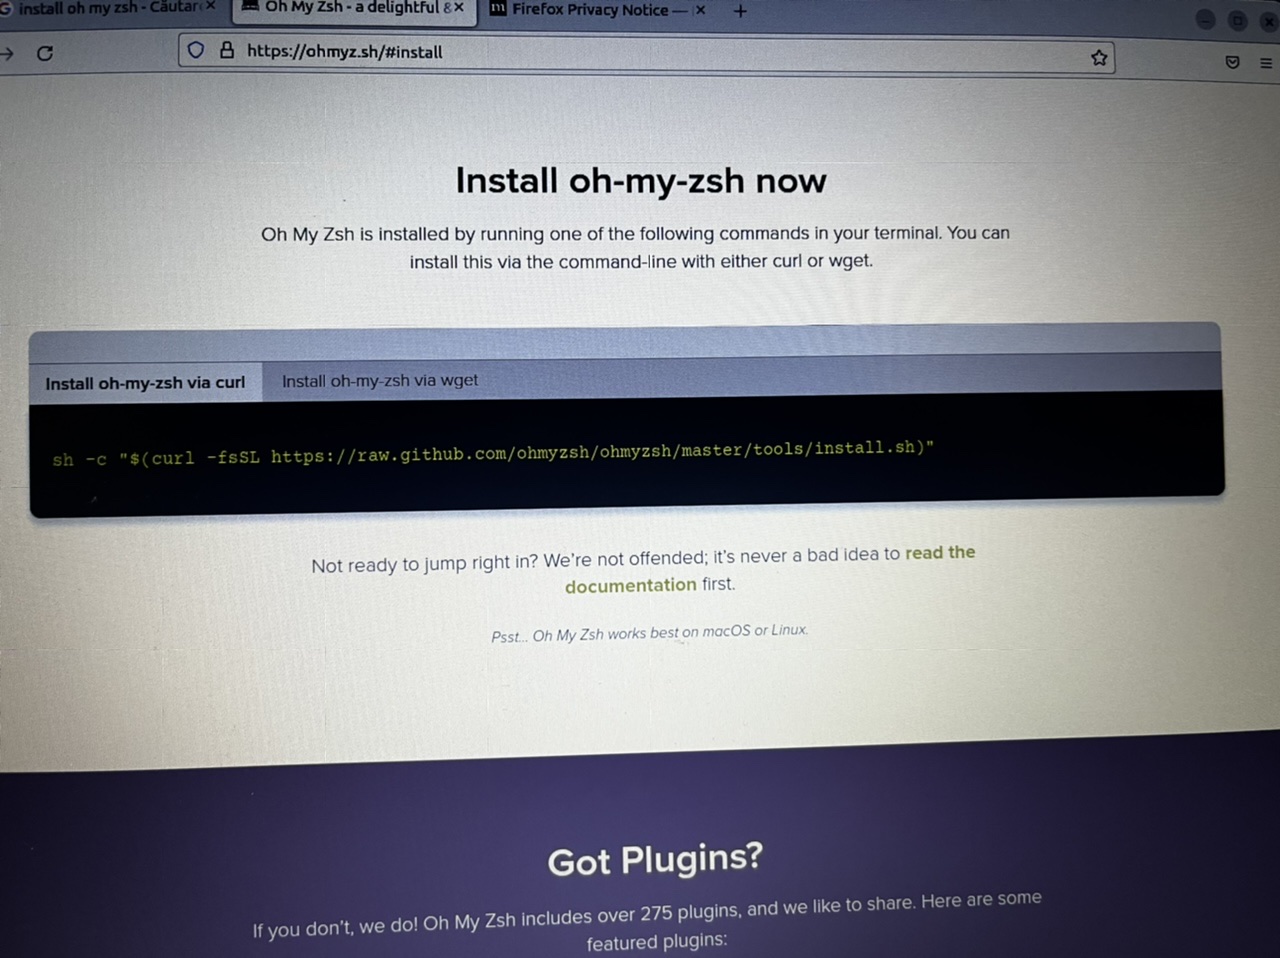 install oh my zsh - Căutare
Oh My Zsh - a delightful &
Firefox Privacy Notice —
https://ohmyz.sh/#install
Install oh-my-zsh now
Oh My Zsh is installed by running one of the following commands in your terminal. You can
install this via the command-line with either curl or wget.
Install oh-my-zsh via curl
Install oh-my-zsh via wget
sh -c "$(curl -fsSL https://raw.github.com/ohmyzsh/ohmyzsh/master/tools/install.sh)"
Not ready to jump right in? We're not offended; it's never a bad idea to read the
documentation first.
Psst... Oh My Zsh works best on macOS or Linux.
Got Plugins?
If you don't, we do! Oh My Zsh includes over 275 plugins, and we like to share. Here are some
featured plugins: